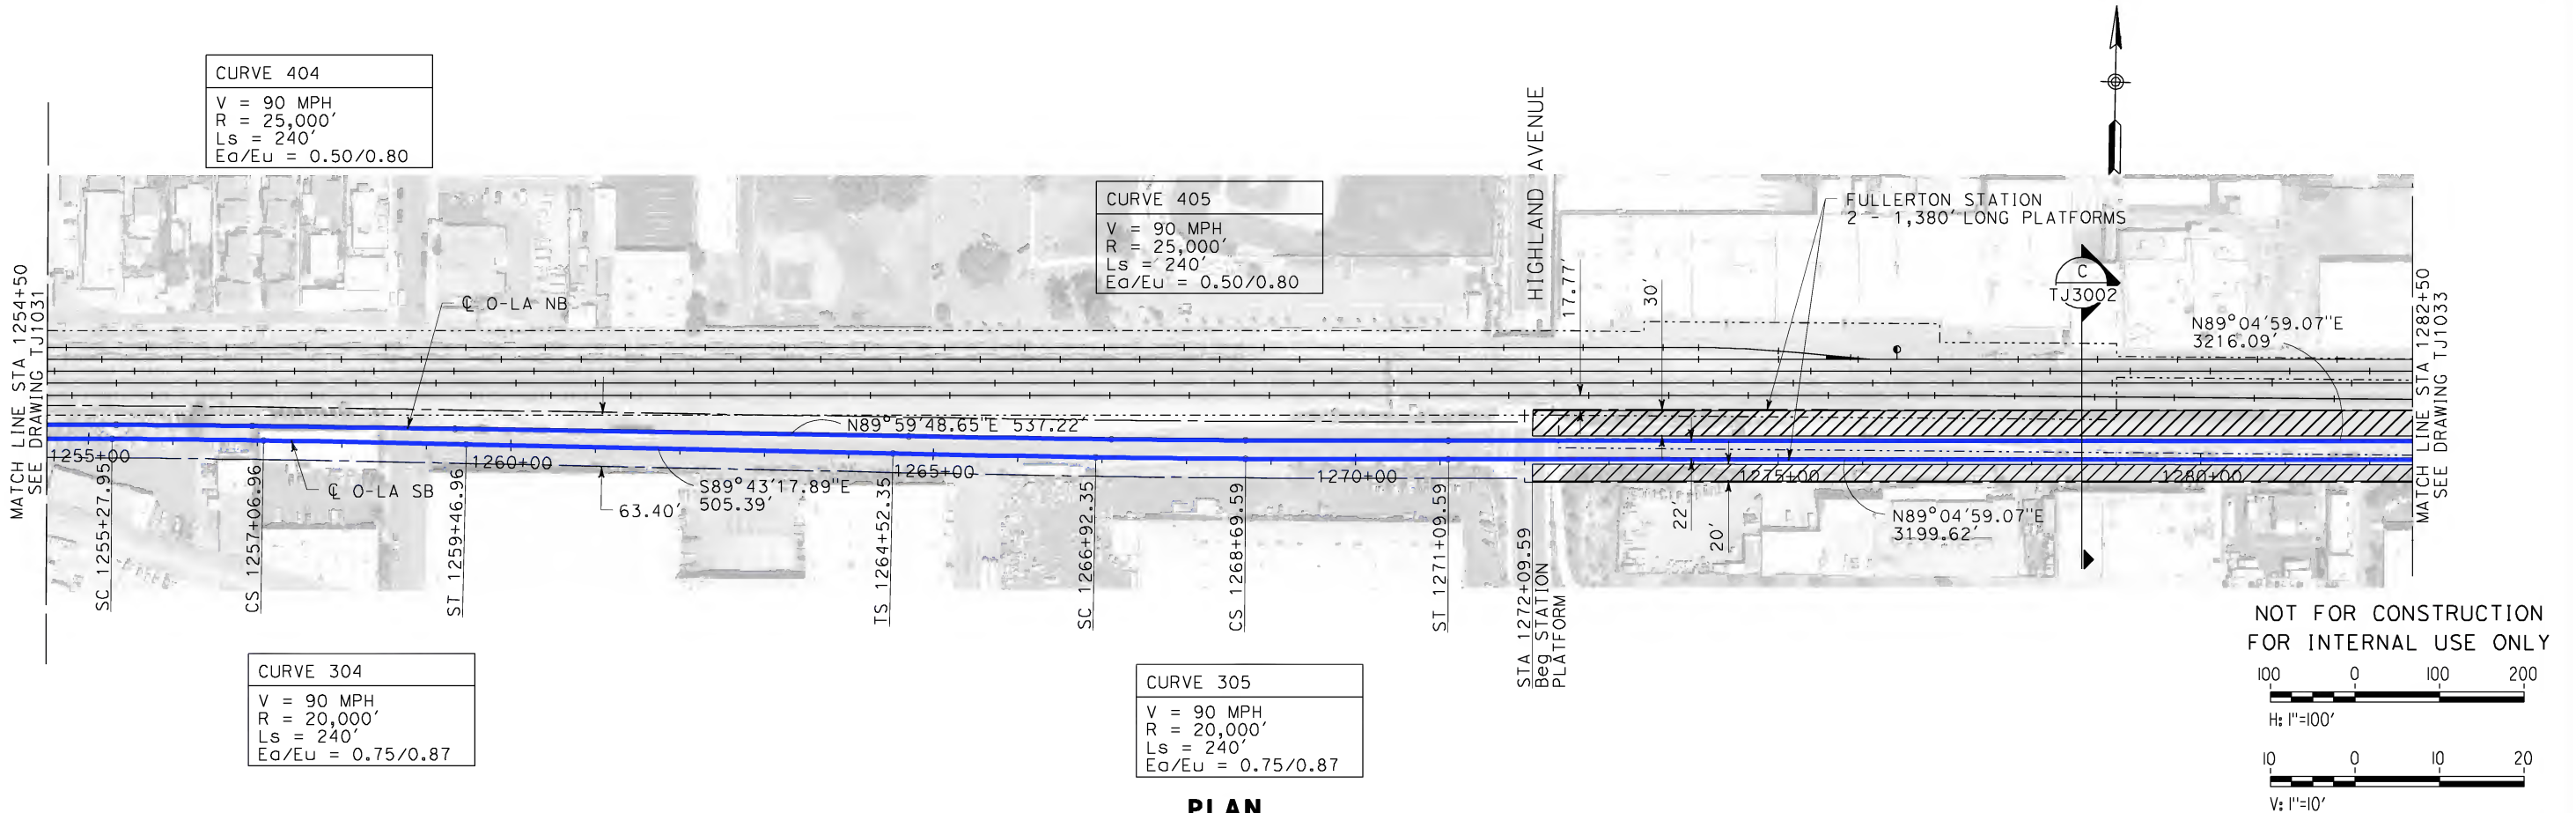 CURVE 404
V = 90 MPH
R = 25,000'
Ls = 240'
Ea/Eu = 0.50/0.80
CURVE 405
V = 90 MPH
R = 25,000'
Ls = 240'
Ea/Eu = 0.50/0.80
HIGHLAND AVENUE
FULLERTON STATION
2 - 1,380' LONG PLATFORMS
C
TJ3002
17.77'
30'
N89°04'59.07"E
3216.09'
MATCH LINE STA 1254+50
SEE DRAWING TJ1031
MATCH LINE STA 1282+50
SEE DRAWING TJ1033
℄ O-LA NB
N89°59'48.65"E 537.22'
1255+00
1260+00
1265+00
1270+00
1275+00
1280+00
℄ O-LA SB
63.40'
S89°43'17.89"E
505.39'
22'
20'
N89°04'59.07"E
3199.62'
SC 1255+27.95
CS 1257+06.96
ST 1259+46.96
TS 1264+52.35
SC 1266+92.35
CS 1268+69.59
ST 1271+09.59
STA 1272+09.59
Beg STATION
PLATFORM
NOT FOR CONSTRUCTION
FOR INTERNAL USE ONLY
100 0 100 200
H: 1"=100'
10 0 10 20
V: 1"=10'
CURVE 304
V = 90 MPH
R = 20,000'
Ls = 240'
Ea/Eu = 0.75/0.87
CURVE 305
V = 90 MPH
R = 20,000'
Ls = 240'
Ea/Eu = 0.75/0.87
PLAN